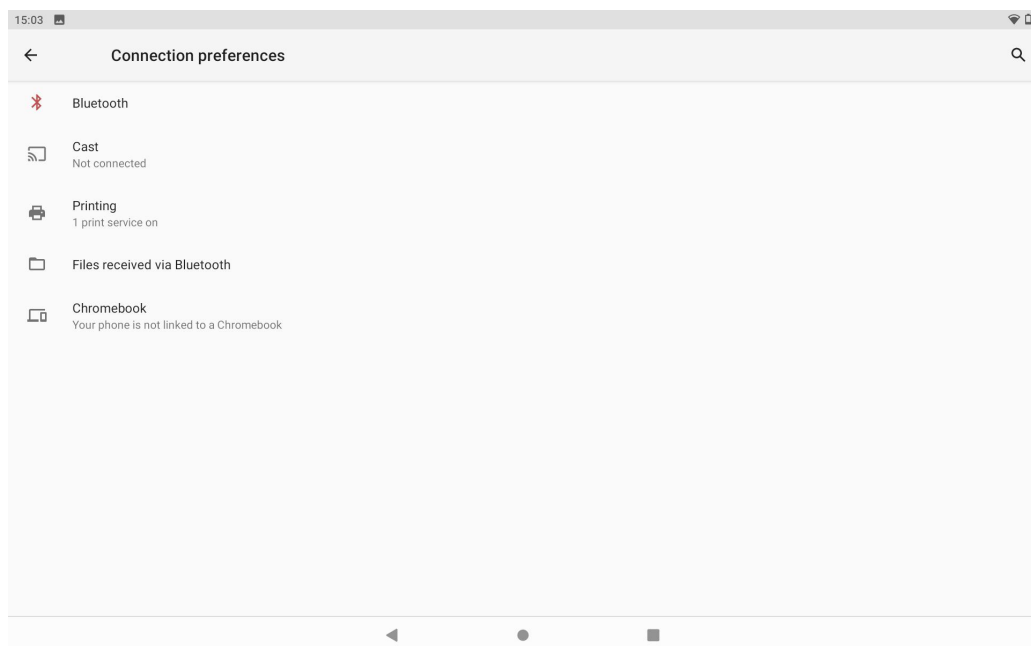 15:03
Connection preferences
Bluetooth
Cast
Not connected
Printing
1 print service on
Files received via Bluetooth
Chromebook
Your phone is not linked to a Chromebook